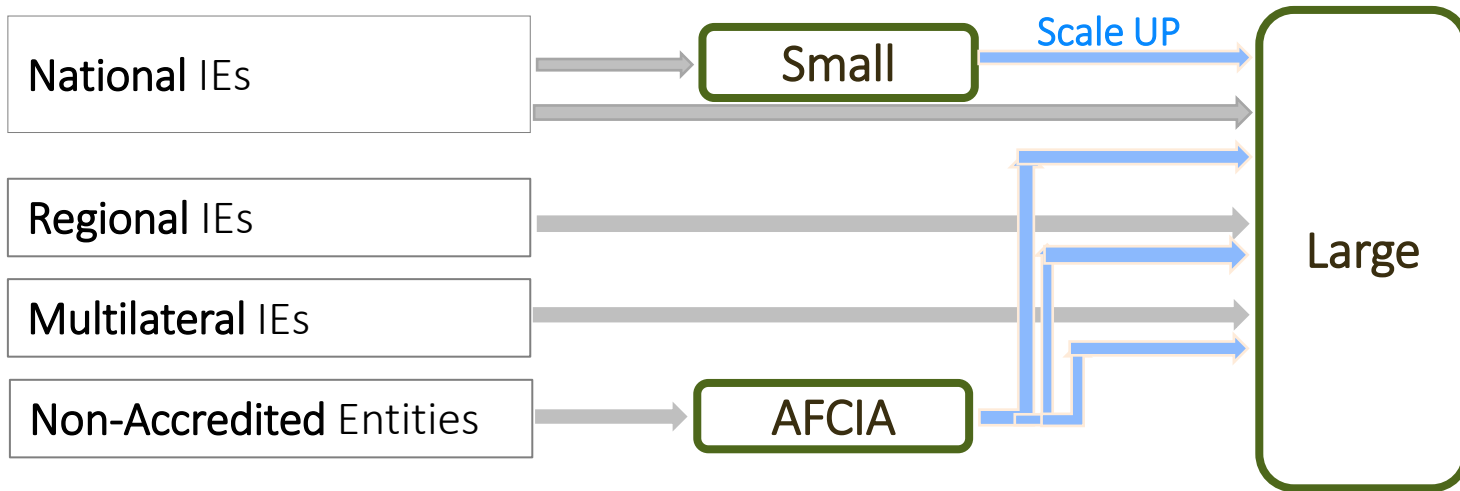 National IEs
Small
Scale UP
Regional IEs
Large
Multilateral IEs
Non-Accredited Entities
AFCIA